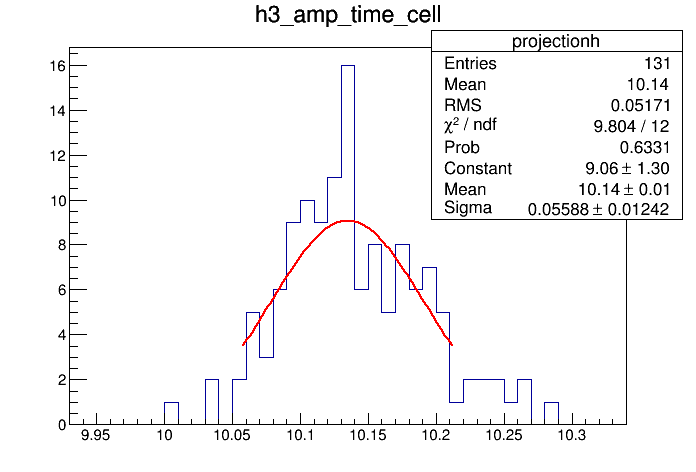 h3_amp_time_cell
projectionh
Entries 131
Mean 10.14
RMS 0.05171
χ² / ndf 9.804 / 12
Prob 0.6331
Constant 9.06 ± 1.30
Mean 10.14 ± 0.01
Sigma 0.05588 ± 0.01242
16
14
12
10
8
6
4
2
0
9.95 10 10.05 10.1 10.15 10.2 10.25 10.3